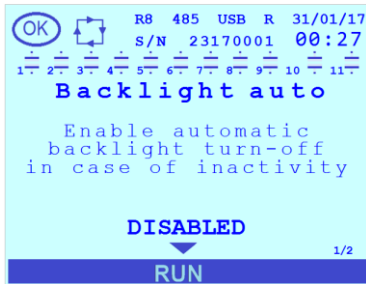 OK R8 485 USB R 31/01/17
S/N 23170001 00:27
1 2 3 4 5 6 7 8 9 10 11
Backlight auto
Enable automatic
backlight turn-off
in case of inactivity
DISABLED
1/2
RUN